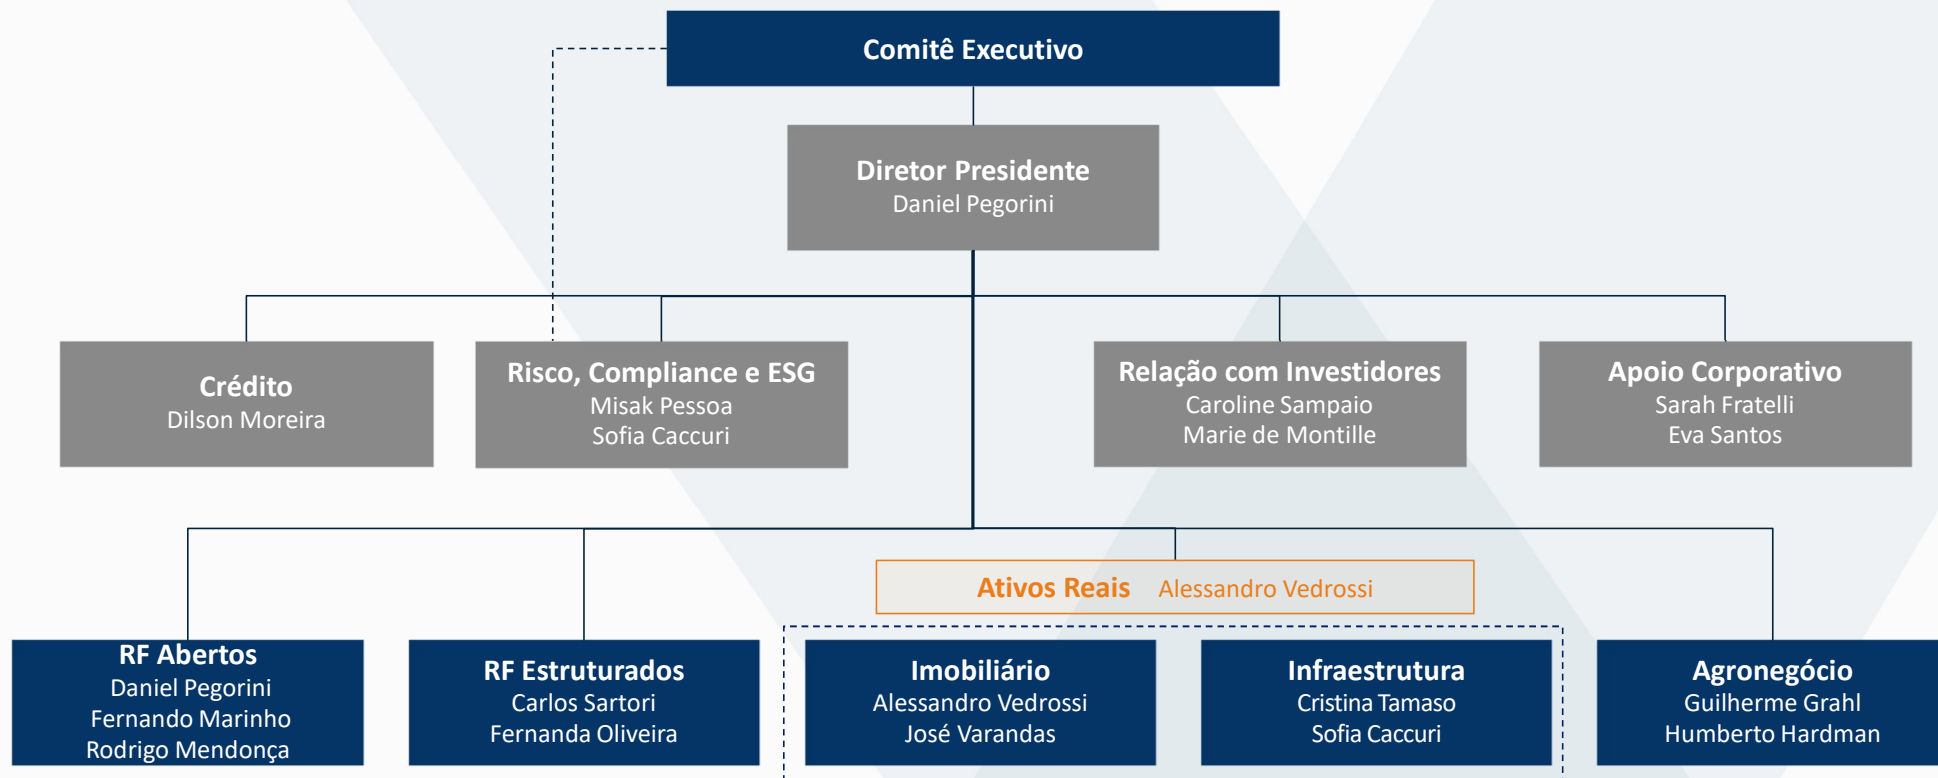 Comitê Executivo
Diretor Presidente
Daniel Pegorini
Crédito
Dilson Moreira
Risco, Compliance e ESG
Misak Pessoa
Sofia Caccuri
Relação com Investidores
Caroline Sampaio
Marie de Montille
Apoio Corporativo
Sarah Fratelli
Eva Santos
Ativos Reais Alessandro Vedrossi
RF Abertos
Daniel Pegorini
Fernando Marinho
Rodrigo Mendonça
RF Estruturados
Carlos Sartori
Fernanda Oliveira
Imobiliário
Alessandro Vedrossi
José Varandas
Infraestrutura
Cristina Tamaso
Sofia Caccuri
Agronegócio
Guilherme Grahl
Humberto Hardman